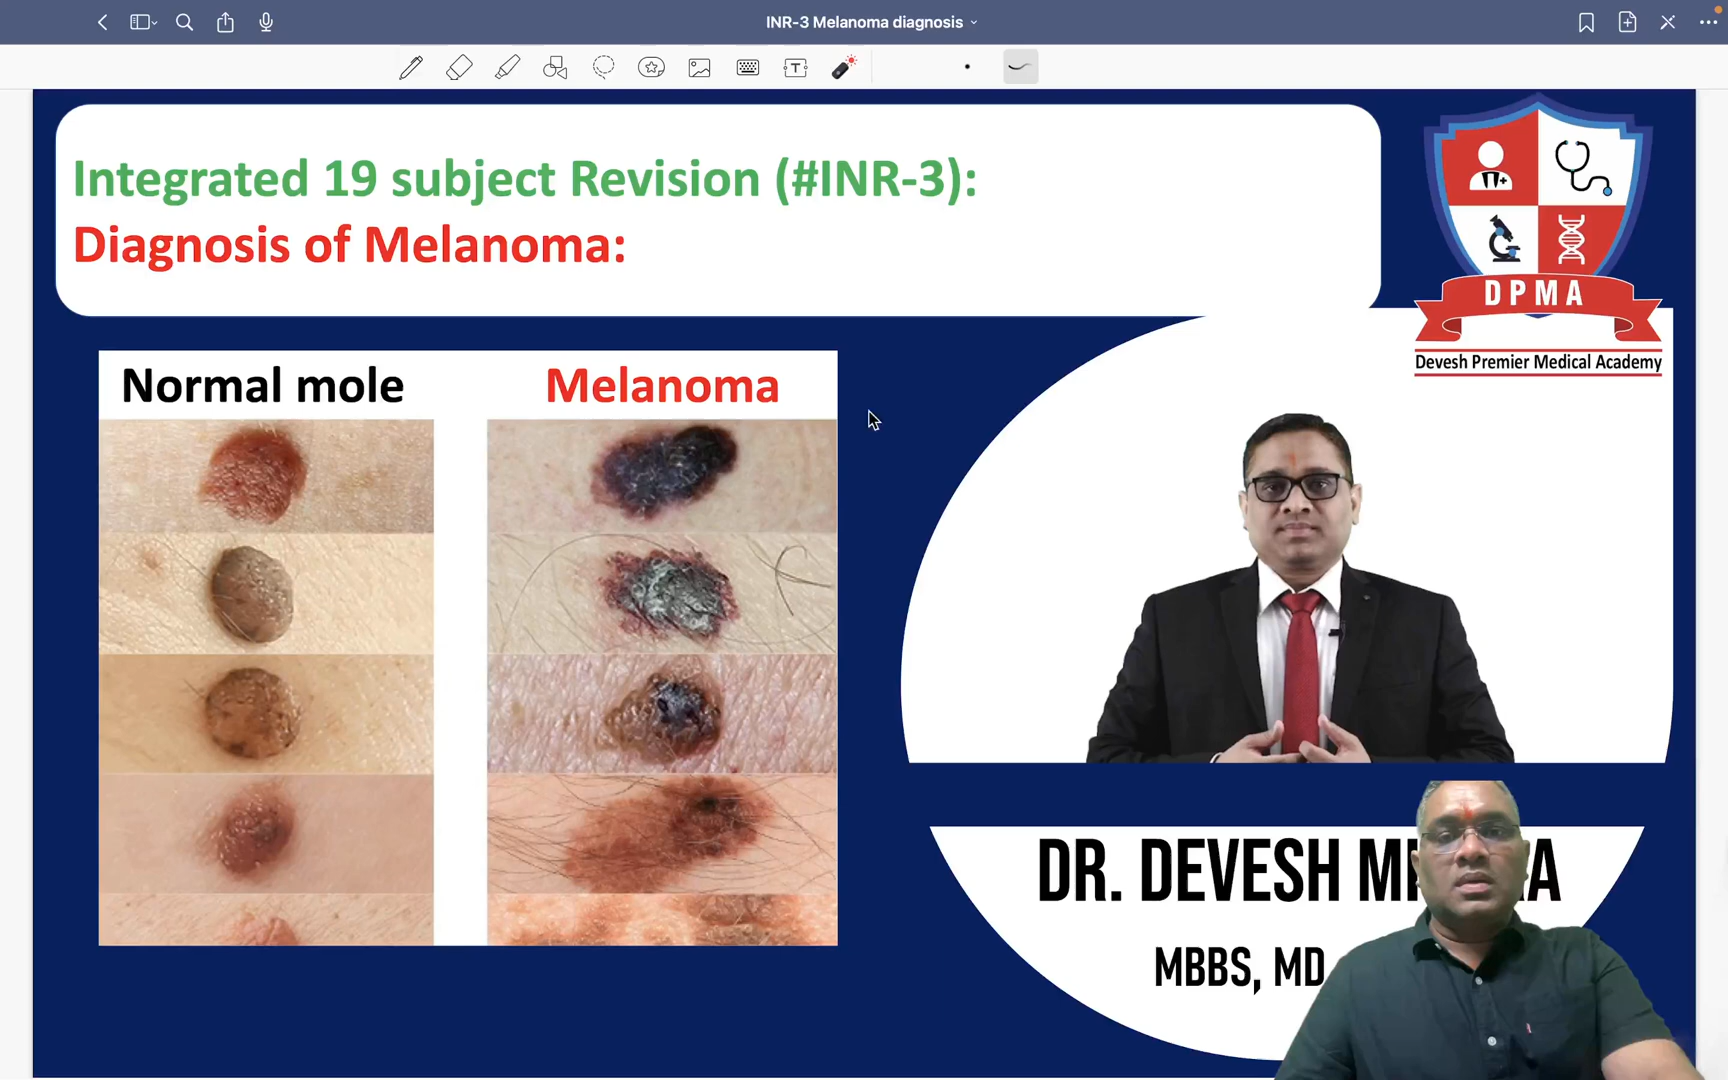 INR-3 Melanoma diagnosis
Integrated 19 subject Revision (#INR-3):
Diagnosis of Melanoma:
DPMA
Devesh Premier Medical Academy
Normal mole
Melanoma
DR. DEVESH
MBBS, MD